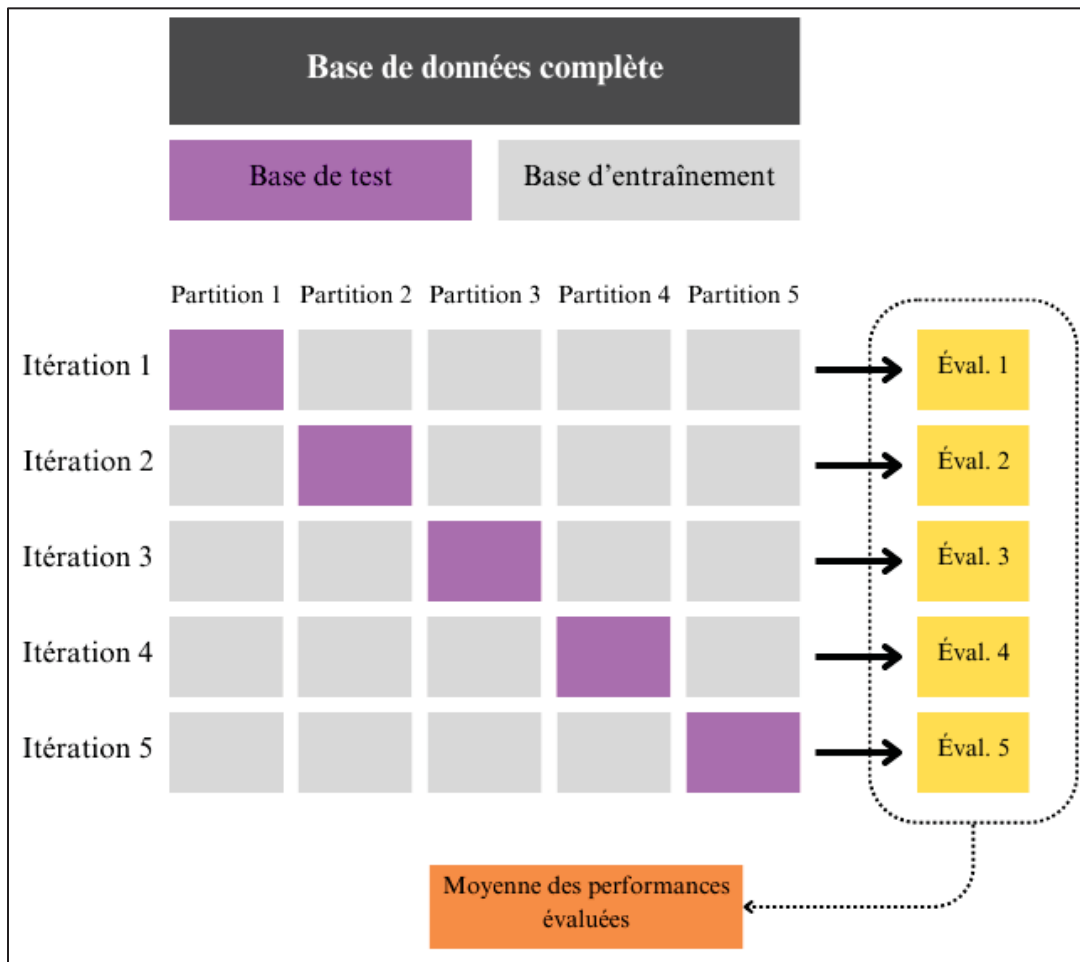 Base de données complète
Base de test
Base d'entraînement
Partition 1
Partition 2
Partition 3
Partition 4
Partition 5
Itération 1
Éval. 1
Itération 2
Éval. 2
Itération 3
Éval. 3
Itération 4
Éval. 4
Itération 5
Éval. 5
Moyenne des performances
évaluées